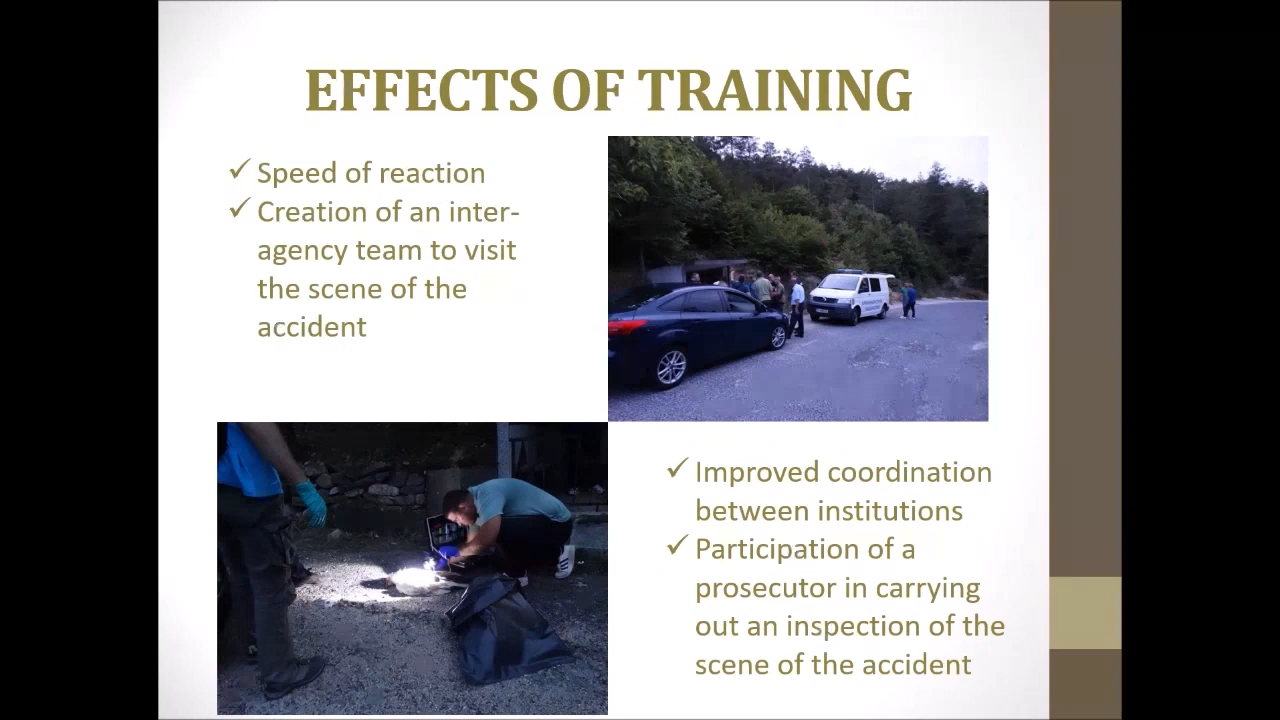 EFFECTS OF TRAINING
✓ Speed of reaction
✓ Creation of an inter-
agency team to visit
the scene of the
accident
✓ Improved coordination
between institutions
✓ Participation of a
prosecutor in carrying
out an inspection of the
scene of the accident